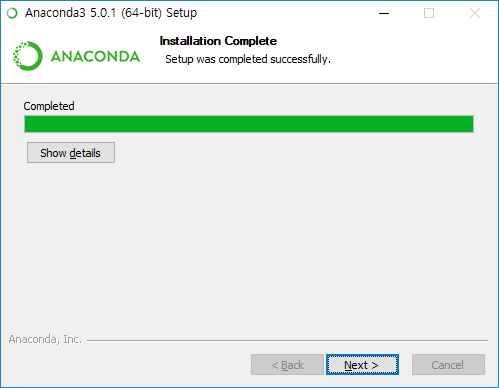 Anaconda3 5.0.1 (64-bit) Setup
ANACONDA
Installation Complete
Setup was completed successfully.
Completed
Show details
Anaconda, Inc.
< Back
Next >
Cancel